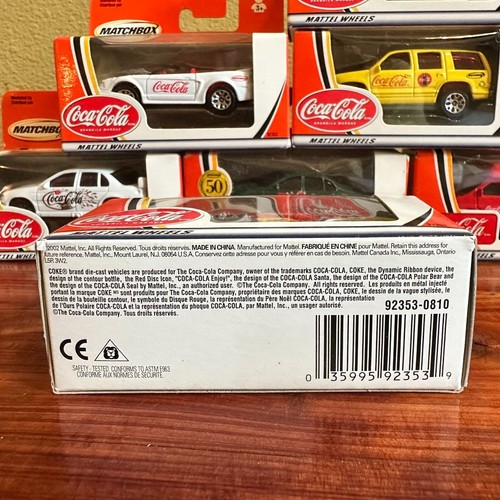 MATCHBOX
Coca-Cola
Coca-Cola
MATTEL WHEELS
MATTEL WHEELS
Coca-Cola
Coca-Cola
MATTEL WHEELS
MATCHBOX
Coca-Cola
Coca-Cola
MATTEL WHEELS
50
Coca-Cola
Coca-Cola
Coca-Cola
2002 Mattel, Inc. All Rights Reserved. Tous droits réservés. MADE IN CHINA. Manufactured for Mattel. FABRIQUÉ EN CHINE pour Mattel. Retain this address for
future reference. Mattel, Inc., Mount Laurel, NJ. 08054 U.S.A. Conservez cette adresse pour vous y référer en cas de besoin. Mattel Canada Inc., Mississauga, Ontario
L5R 3W2.
COKE® brand die-cast vehicles are produced for The Coca-Cola Company, owner of the trademarks COCA-COLA, COKE, the Dynamic Ribbon device, the
design of the contour bottle, the Red Disc Icon, "COCA-COLA Enjoy!", the design of the COCA-COLA Santa, the design of the COCA-COLA Polar Bear and
the design of the COCA-COLA Seal by Mattel, Inc., an authorized user. ©The Coca-Cola Company. All rights reserved. Les produits en métal injecté
portant la marque COKE MD sont produits pour The Coca-Cola Company, propriétaire des marques COCA-COLA, COKE, le dessin de la vague stylisée, le
dessin de la bouteille contour, le symbole du Disque Rouge, la représentation du Père Noël COCA-COLA, la représentation
de l'Ours Polaire COCA-COLA et la représentation du phoque COCA-COLA, par Mattel, Inc., un usager autorisé.
©The Coca-Cola Company. Tous droits réservés.
92353-0810
CE
SAFETY - TESTED CONFORMS TO ASTM F963.
CONFORME AUX NORMES DE SÉCURITÉ.
0 35995 92353 9